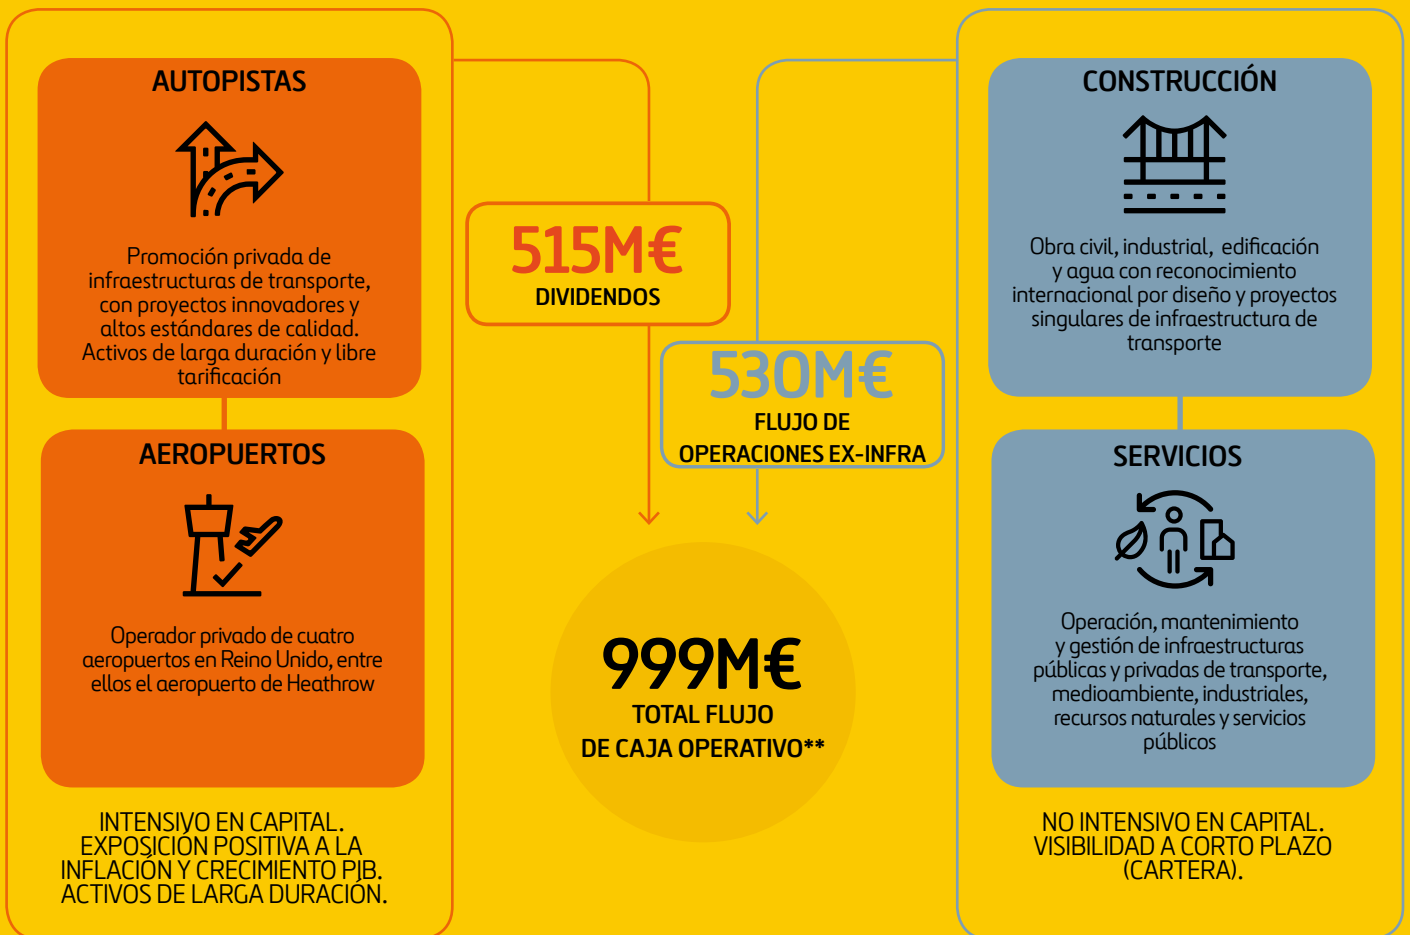 AUTOPISTAS
Promoción privada de
infraestructuras de transporte,
con proyectos innovadores y
altos estándares de calidad.
Activos de larga duración y libre
tarificación
AEROPUERTOS
Operador privado de cuatro
aeropuertos en Reino Unido, entre
ellos el aeropuerto de Heathrow
INTENSIVO EN CAPITAL.
EXPOSICIÓN POSITIVA A LA
INFLACIÓN Y CRECIMIENTO PIB.
ACTIVOS DE LARGA DURACIÓN.
515M€
DIVIDENDOS
530M€
FLUJO DE
OPERACIONES EX-INFRA
999M€
TOTAL FLUJO
DE CAJA OPERATIVO**
CONSTRUCCIÓN
Obra civil, industrial, edificación
y agua con reconocimiento
internacional por diseño y proyectos
singulares de infraestructura de
transporte
SERVICIOS
Operación, mantenimiento
y gestión de infraestructuras
públicas y privadas de transporte,
medioambiente, industriales,
recursos naturales y servicios
públicos
NO INTENSIVO EN CAPITAL.
VISIBILIDAD A CORTO PLAZO
(CARTERA).